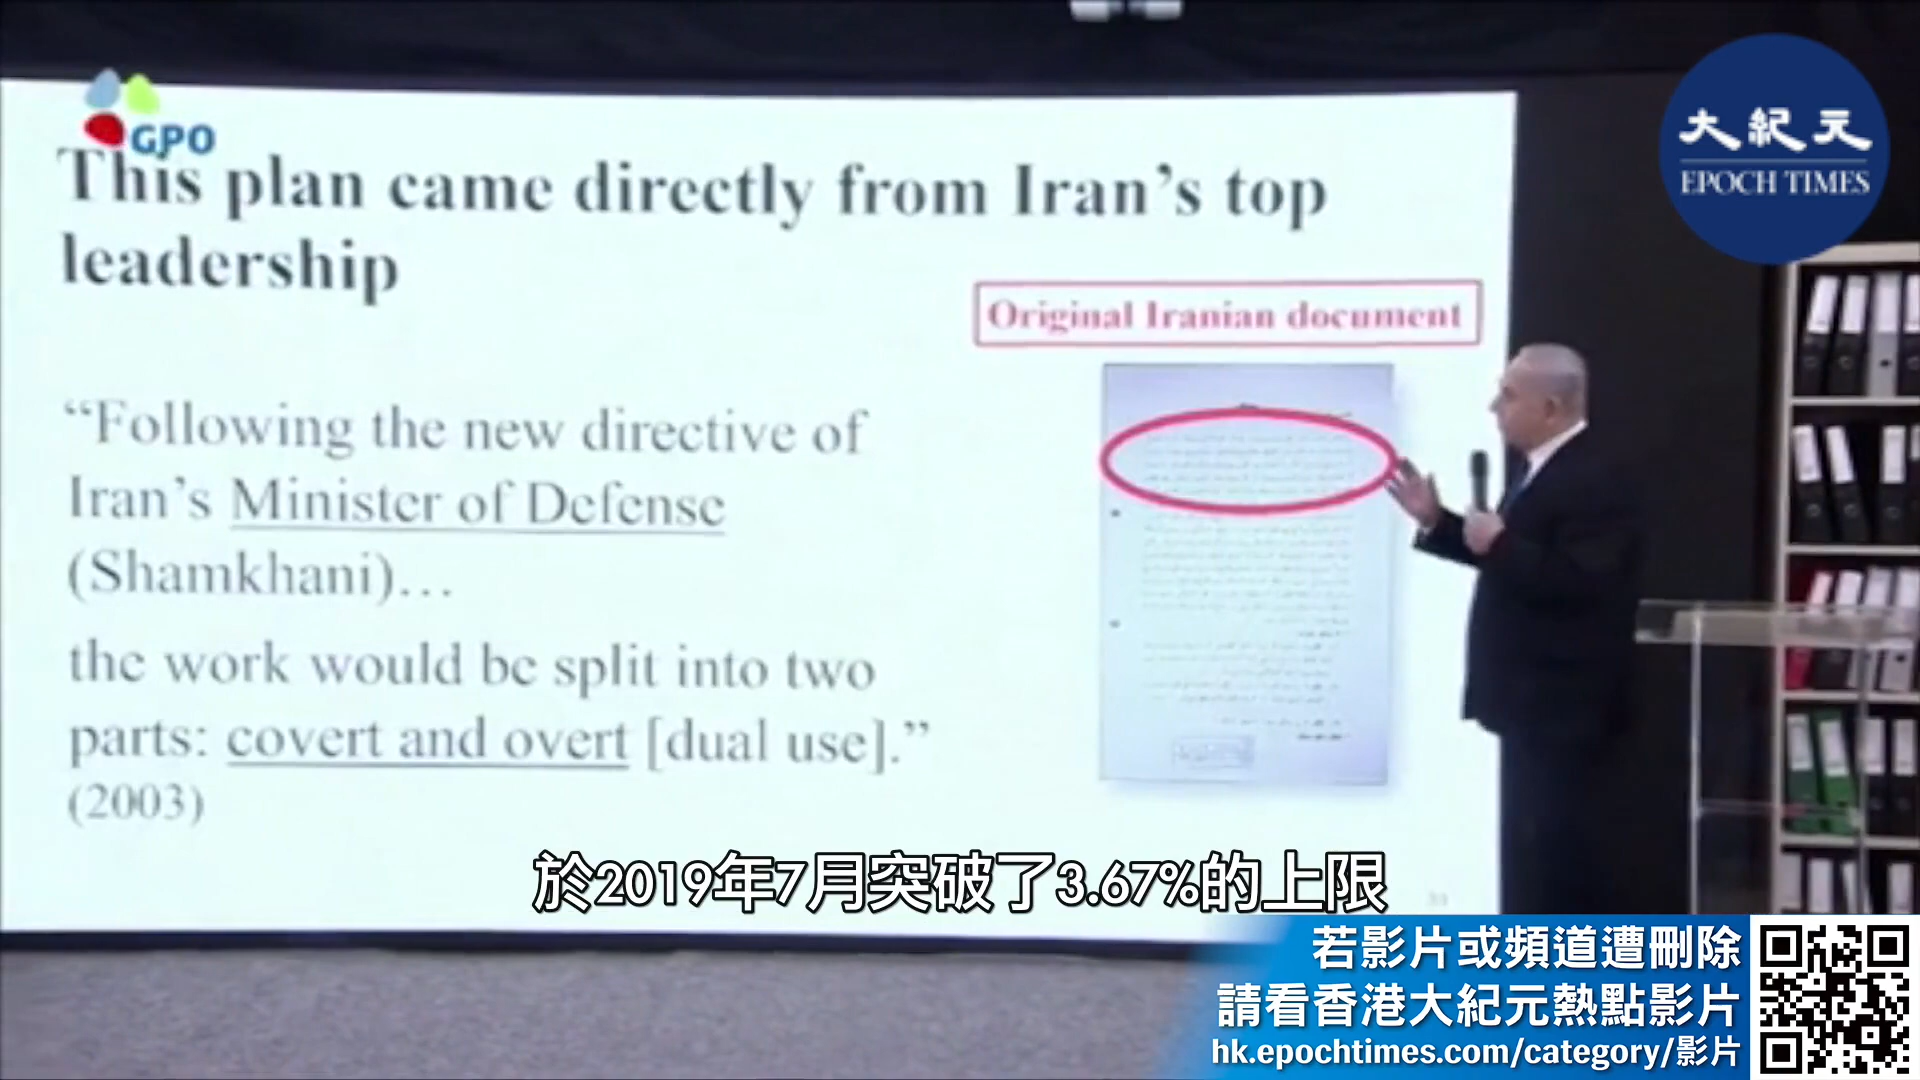 GPO
This plan came directly from Iran’s top
leadership
Original Iranian document
“Following the new directive of
Iran’s Minister of Defense
(Shamkhani)…
the work would be split into two
parts: covert and overt [dual use].”
(2003)
大紀元
EPOCH TIMES
於2019年7月突破了3.67%的上限
若影片或頻道遭刪除
請看香港大紀元熱點影片
hk.epochtimes.com/category/影片